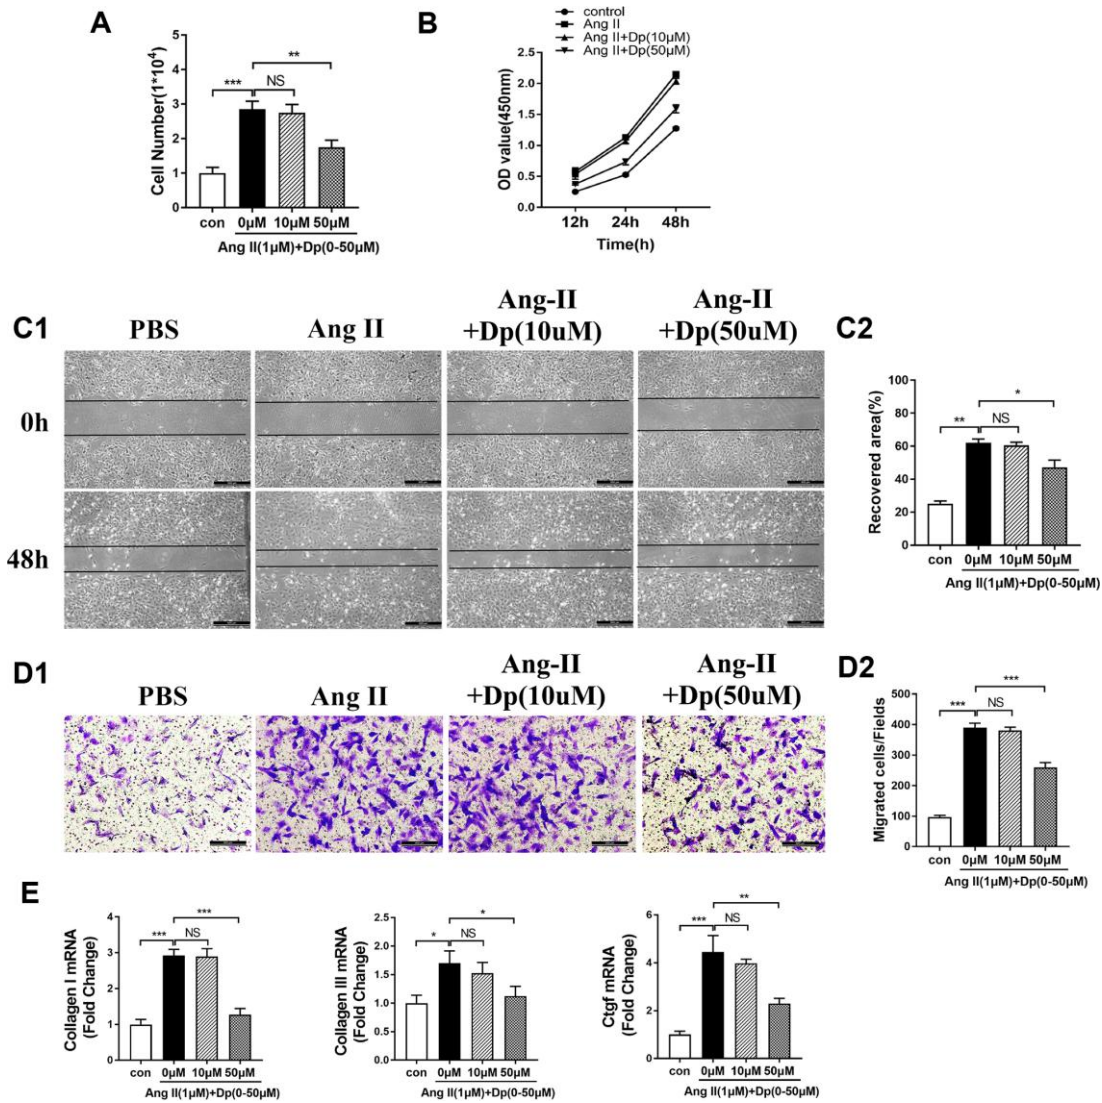 A
Cell Number(1*10⁴)
5
4
3
2
1
0
***
NS
**
con
0μM
10μM
50μM
Ang II(1μM)+Dp(0-50μM)
B
control
Ang II
Ang II+Dp(10μM)
Ang II+Dp(50μM)
OD value(450nm)
2.5
2.0
1.5
1.0
0.5
0.0
12h
24h
48h
Time(h)
C1
PBS
Ang II
Ang-II
+Dp(10uM)
Ang-II
+Dp(50uM)
0h
48h
C2
Recovered area(%)
100
80
60
40
20
0
**
NS
*
con
0μM
10μM
50μM
Ang II(1μM)+Dp(0-50μM)
D1
PBS
Ang II
Ang-II
+Dp(10uM)
Ang-II
+Dp(50uM)
D2
Migrated cells/Fields
500
400
300
200
100
0
***
NS
***
con
0μM
10μM
50μM
Ang II(1μM)+Dp(0-50μM)
E
Collagen I mRNA
(Fold Change)
4
3
2
1
0
***
NS
***
con
0μM
10μM
50μM
Ang II(1μM)+Dp(0-50μM)
Collagen III mRNA
(Fold Change)
2.5
2.0
1.5
1.0
0.5
0.0
*
NS
*
con
0μM
10μM
50μM
Ang II(1μM)+Dp(0-50μM)
Ctgf mRNA
(Fold Change)
6
4
2
0
***
NS
**
con
0μM
10μM
50μM
Ang II(1μM)+Dp(0-50μM)